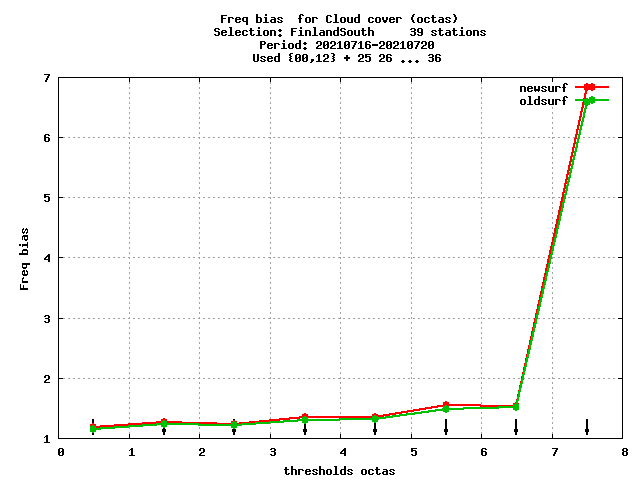 Freq bias  for Cloud cover (octas)
Selection: FinlandSouth     39 stations
Period: 20210716-20210720
Used {00,12} + 25 26 ... 36
7
newsurf
oldsurf
6
5
Freq bias
4
3
2
1
0 1 2 3 4 5 6 7 8
thresholds octas